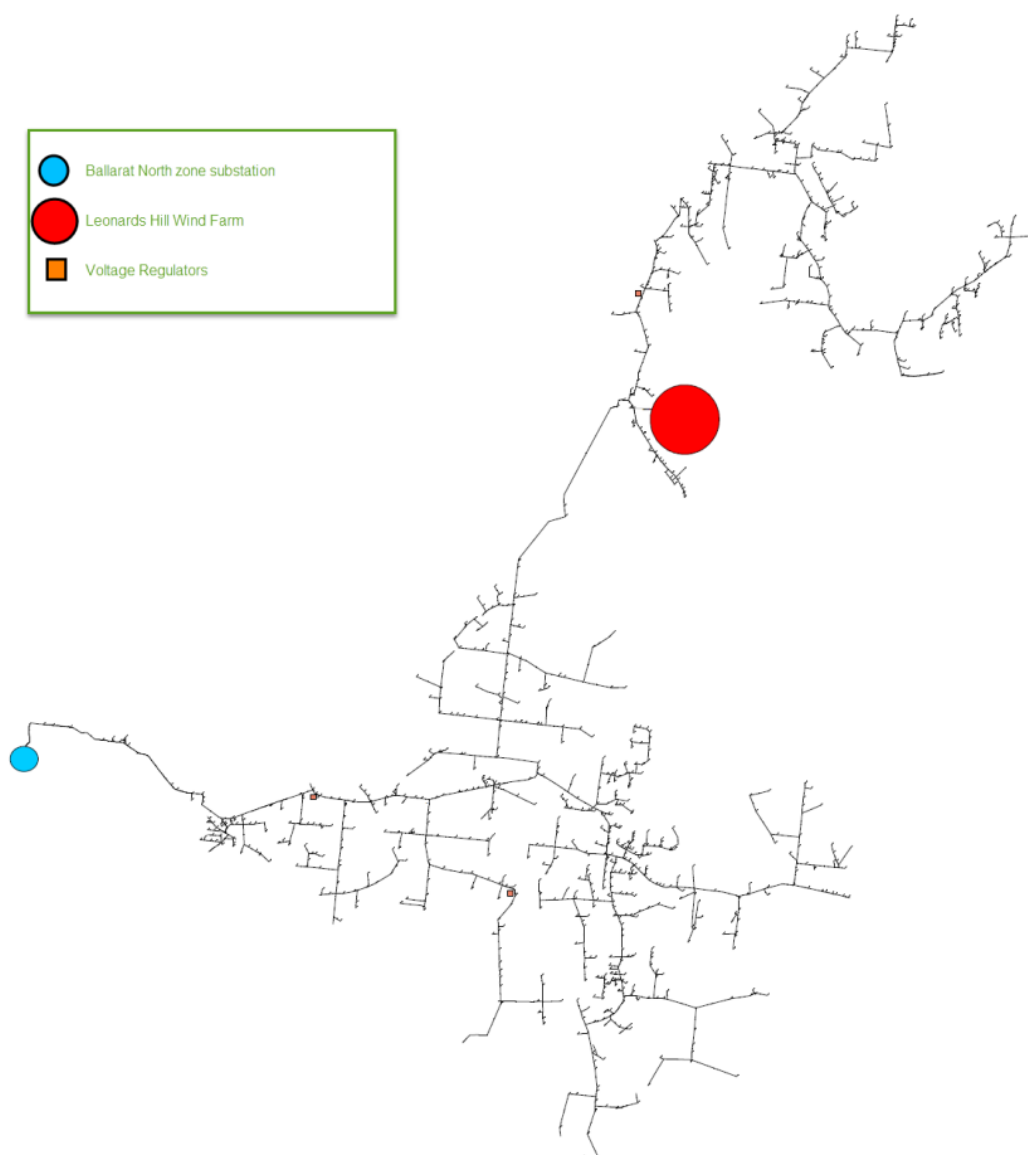 Ballarat North zone substation
Leonards Hill Wind Farm
Voltage Regulators